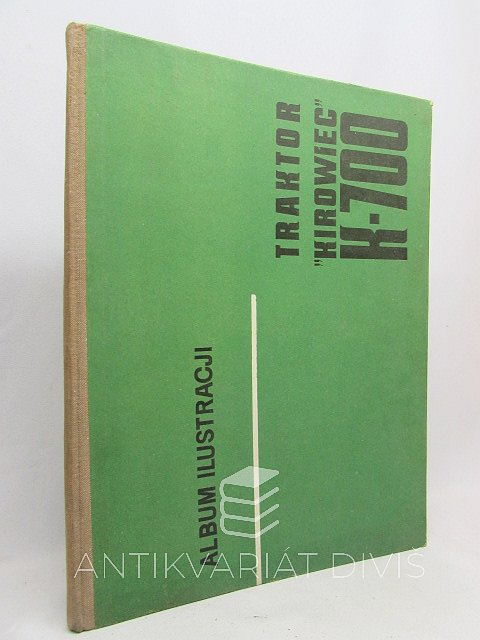 TRAKTOR
„KIROWIEC”
K-700
ALBUM ILUSTRACJI
ANTIKVARIÁT DIVIŠ